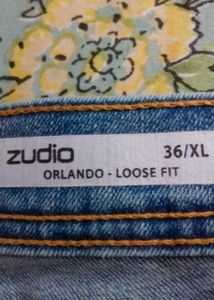 zudio 36/XL
ORLANDO - LOOSE FIT